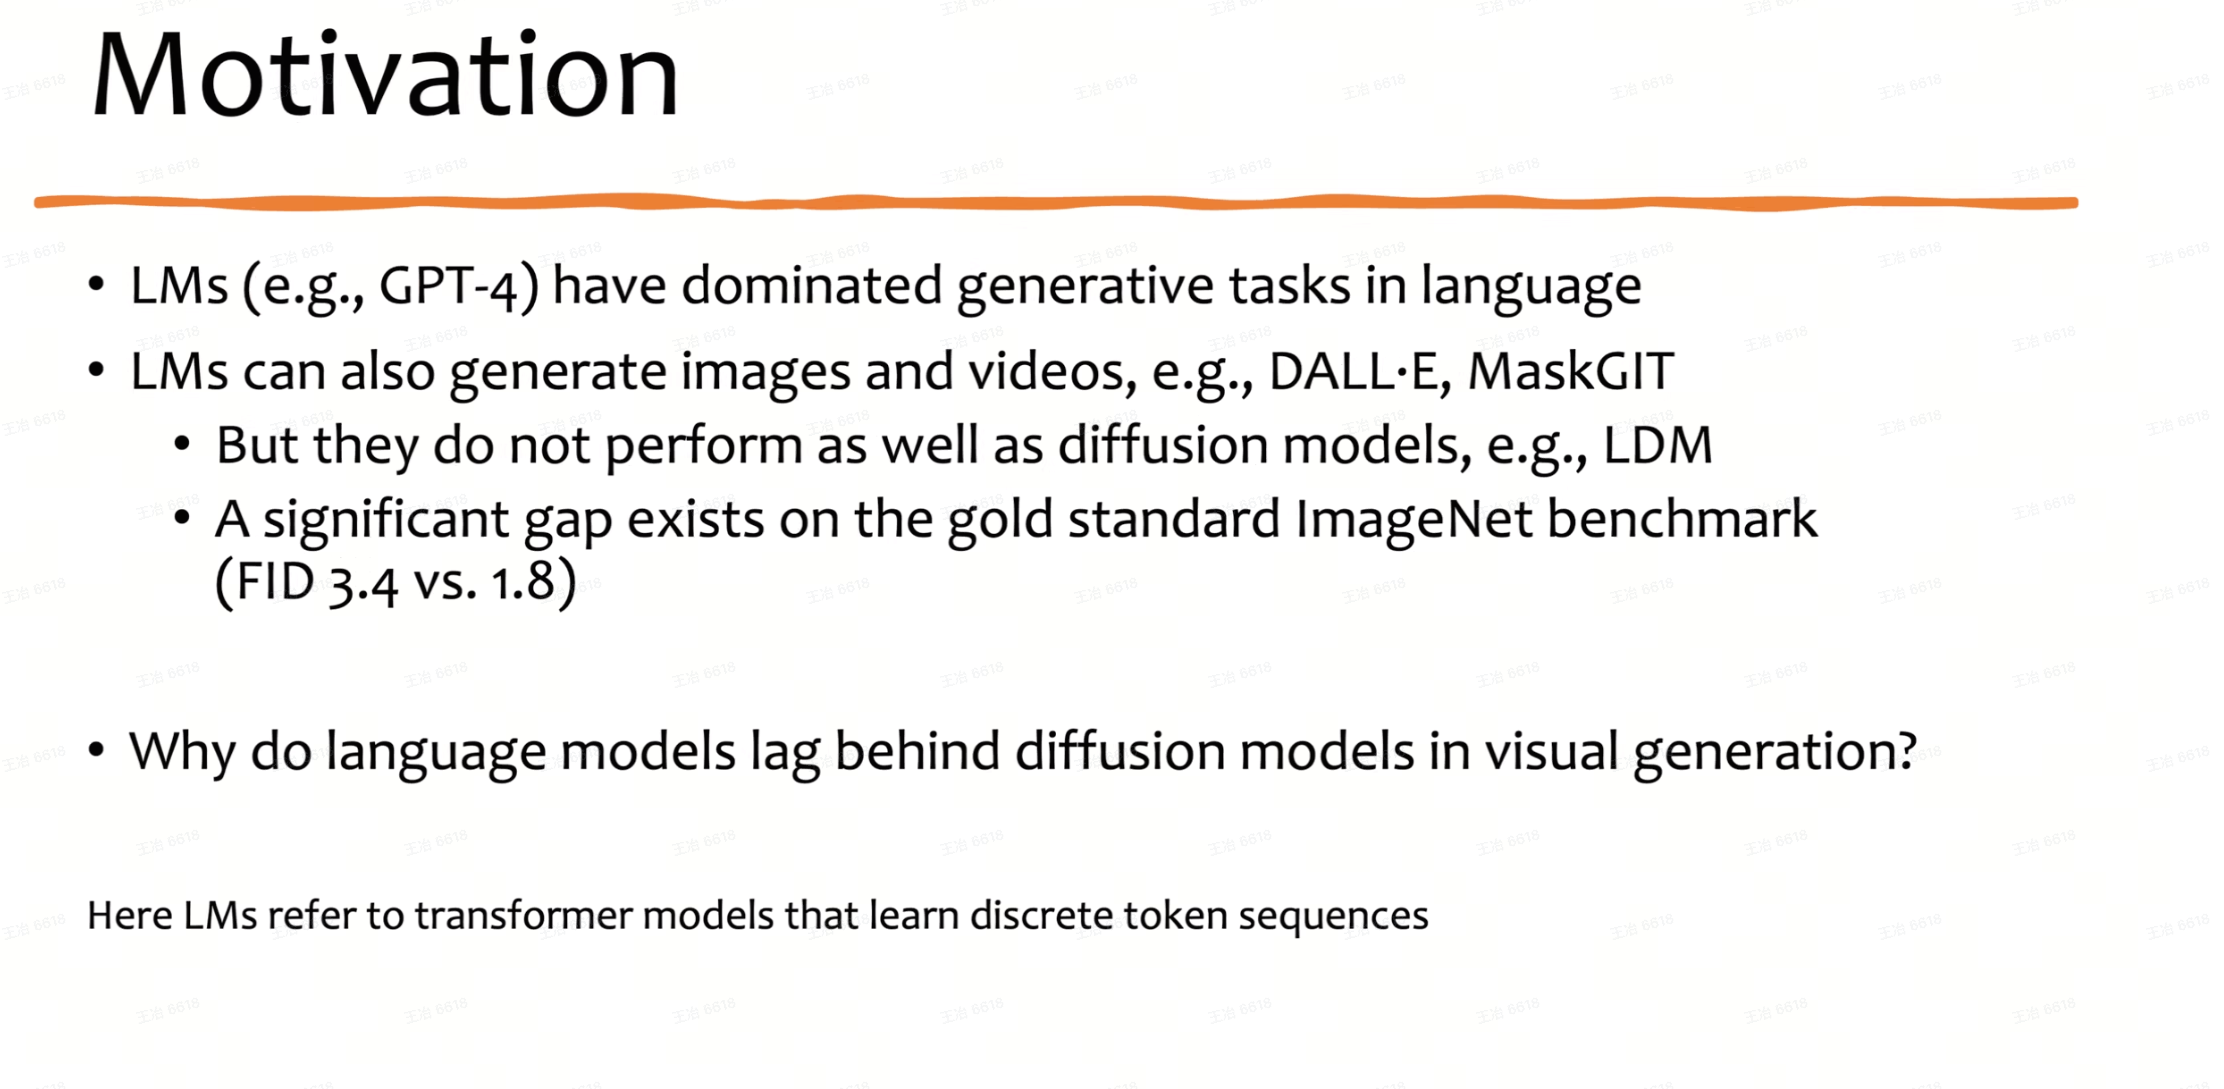 Motivation
• LMs (e.g., GPT-4) have dominated generative tasks in language
• LMs can also generate images and videos, e.g., DALL·E, MaskGIT
• But they do not perform as well as diffusion models, e.g., LDM
• A significant gap exists on the gold standard ImageNet benchmark
(FID 3.4 vs. 1.8)
• Why do language models lag behind diffusion models in visual generation?
Here LMs refer to transformer models that learn discrete token sequences
王冶 6618